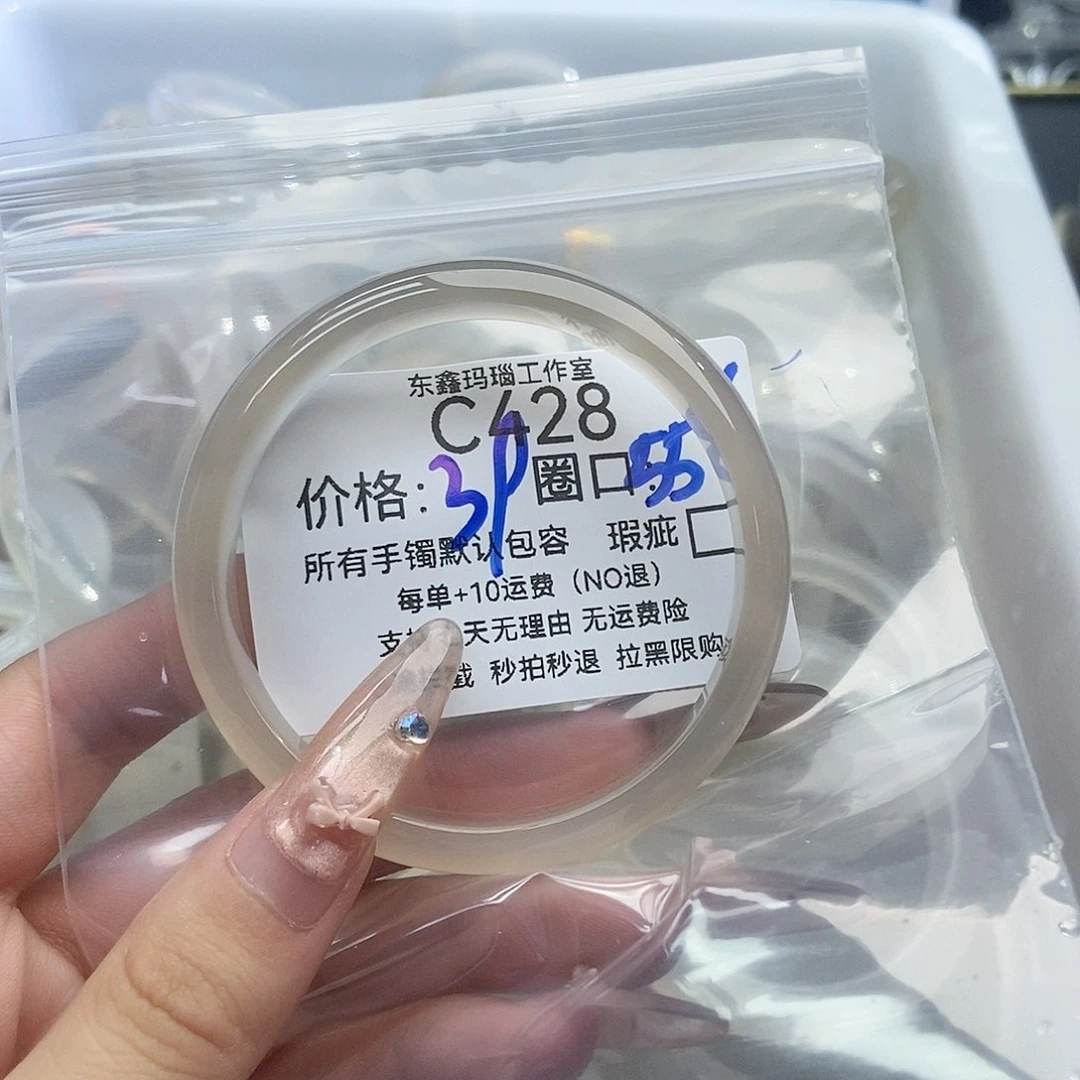 东鑫玛瑙工作室
C428
价格: 圈口:
所有手镯默认包容 瑕疵
每单+10运费（NO退）
天无理由 无运费险
秒拍秒退 拉黑限购